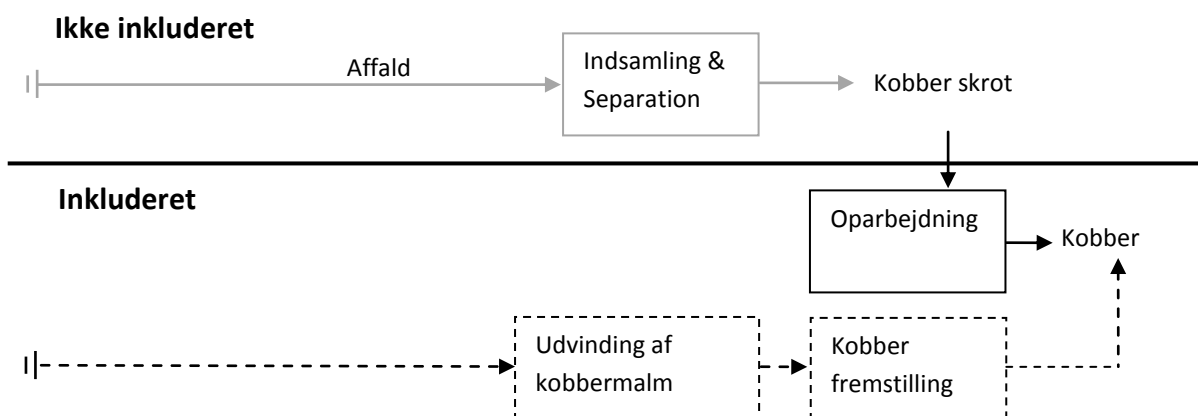 Ikke inkluderet
Affald
Indsamling &
Separation
Kobber skrot
Inkluderet
Oparbejdning
Kobber
Udvinding af
kobbermalm
Kobber
fremstilling